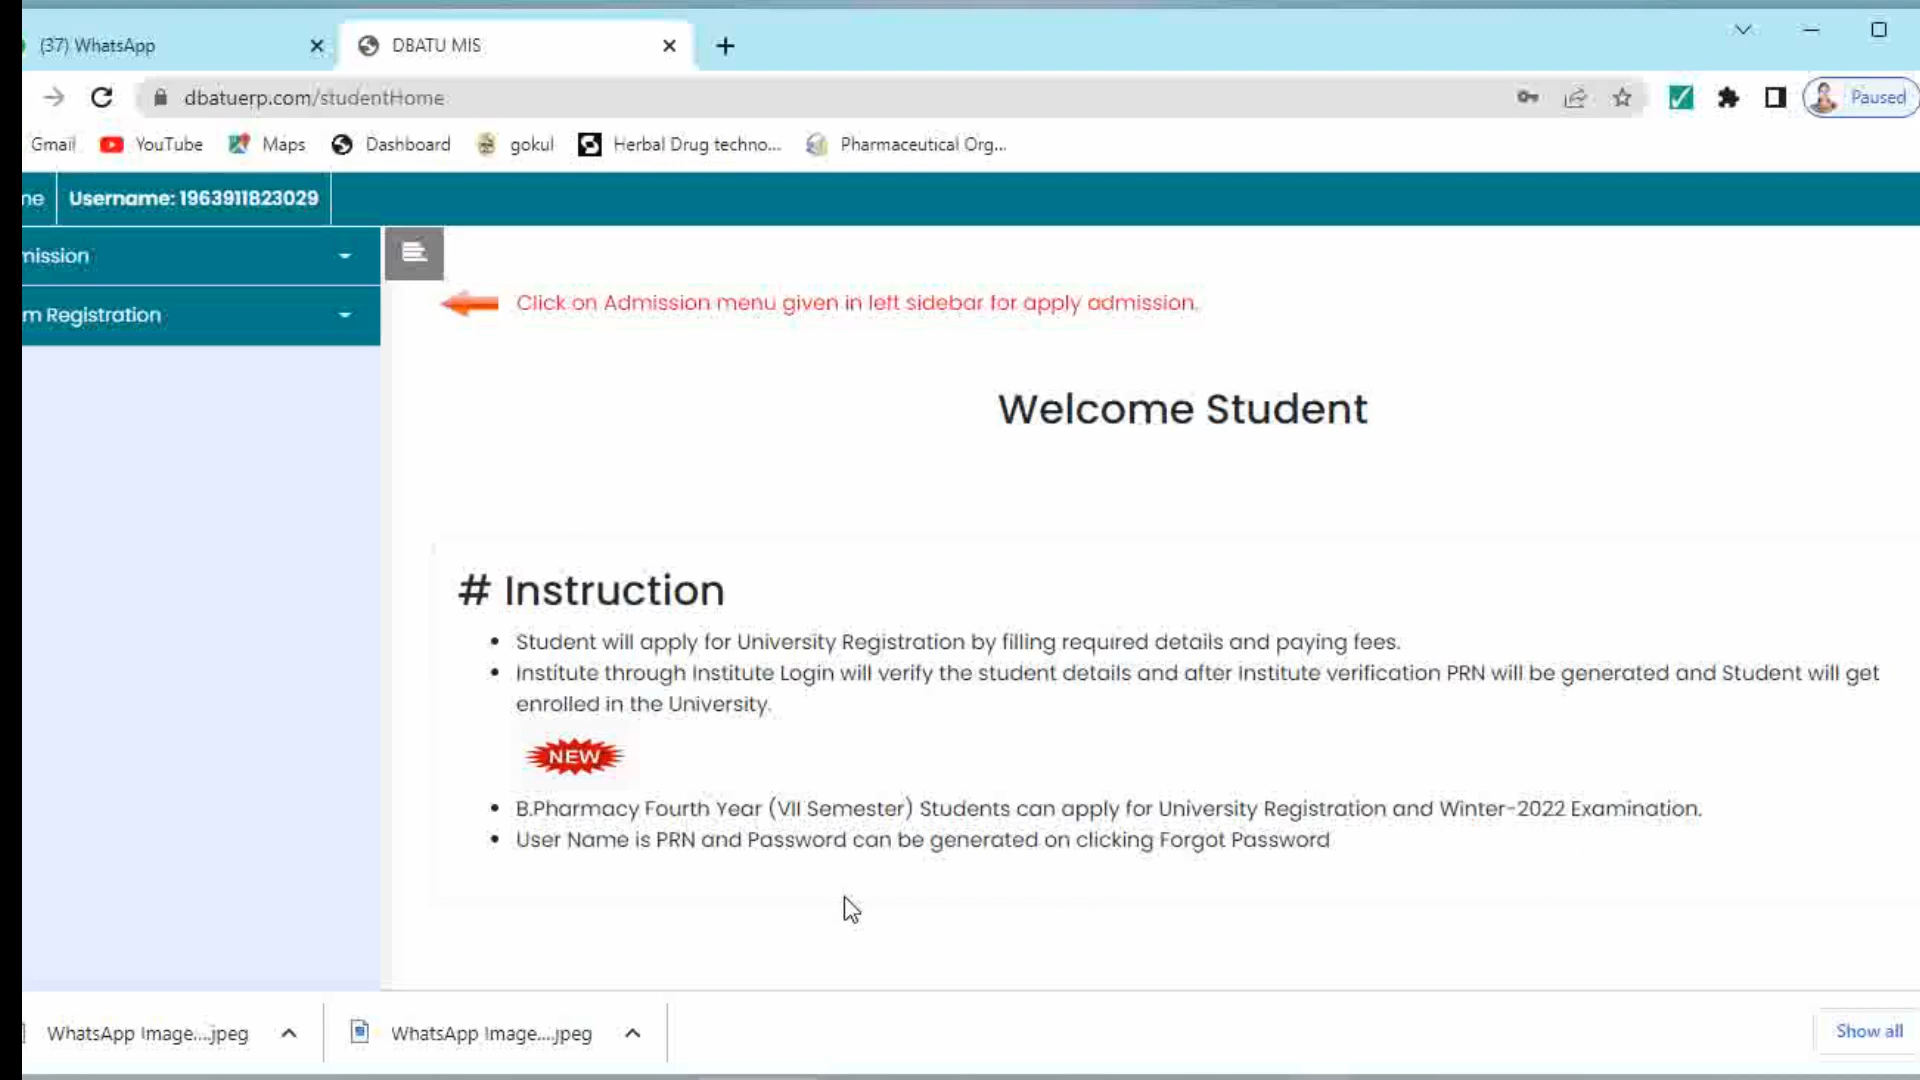 (37) WhatsApp
DBATU MIS
dbatuerp.com/studentHome
Paused
Gmail
YouTube
Maps
Dashboard
gokul
Herbal Drug techno...
Pharmaceutical Org...
ne
Username: 1963911823029
nission
m Registration
Click on Admission menu given in left sidebar for apply admission.
Welcome Student
# Instruction
• Student will apply for University Registration by filling required details and paying fees.
• Institute through Institute Login will verify the student details and after Institute verification PRN will be generated and Student will get
enrolled in the University.
NEW
• B.Pharmacy Fourth Year (VII Semester) Students can apply for University Registration and Winter-2022 Examination.
• User Name is PRN and Password can be generated on clicking Forgot Password
WhatsApp Image....jpeg
WhatsApp Image....jpeg
Show all